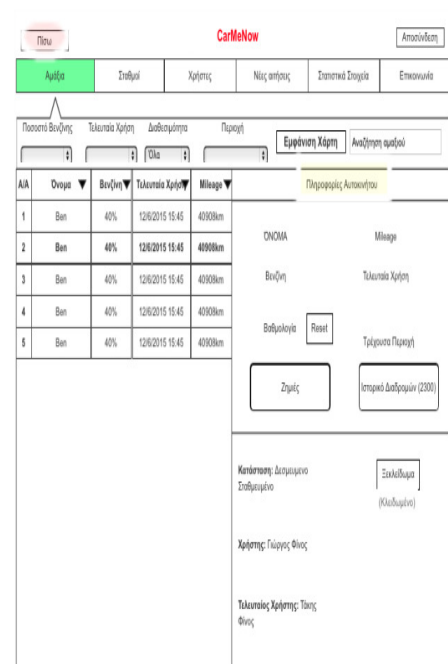 Πίσω
CarMeNow
Αποσύνδεση
Αμάξια Σταθμοί Χρήστες Νέες αιτήσεις Στατιστικά Στοιχεία Επικοινωνία
Ποσοστό Βενζίνης Τελευταία Χρήση Διαθεσιμότητα Περιοχή
Όλα
Εμφάνιση Χάρτη
Αναζήτηση αμαξιού
Α/Α Όνομα Βενζίνη Τελευταία Χρήση Mileage
1 Ben 40% 12/6/2015 15:45 40908km
2 Ben 40% 12/6/2015 15:45 40908km
3 Ben 40% 12/6/2015 15:45 40908km
4 Ben 40% 12/6/2015 15:45 40908km
5 Ben 40% 12/6/2015 15:45 40908km
Πληροφορίες Αυτοκινήτου
ΌΝΟΜΑ Mileage
Βενζίνη Τελευταία Χρήση
Βαθμολογία Reset
Τρέχουσα Περιοχή
Ζημιές Ιστορικό Διαδρομών (2300)
Κατάσταση: Δεσμευμενο
Σταθμευμένο
Ξεκλείδωμα
(Κλειδωμένο)
Χρήστης: Γιώργος Φίνος
Τελευταίος Χρήστης: Τάκης
Φίνος